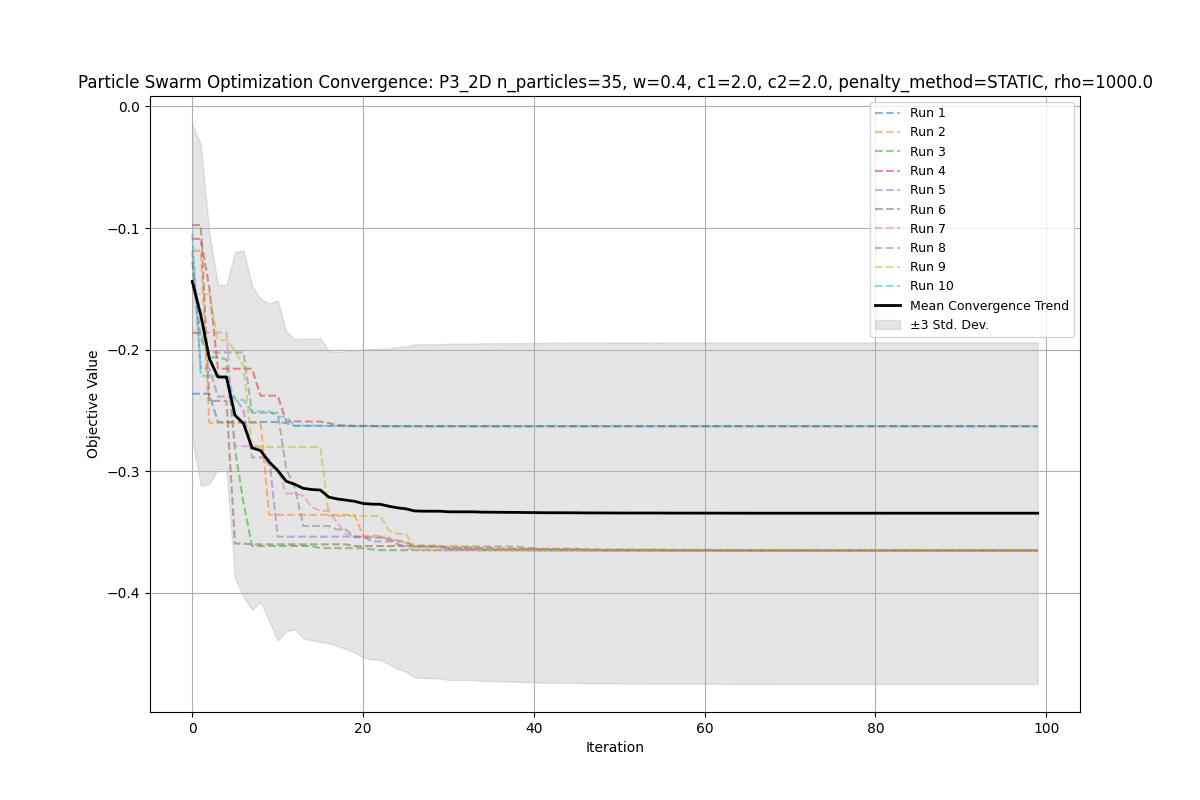 Particle Swarm Optimization Convergence: P3_2D n_particles=35, w=0.4, c1=2.0, c2=2.0, penalty_method=STATIC, rho=1000.0
0.0
−0.1
−0.2
−0.3
−0.4
Objective Value
Run 1
Run 2
Run 3
Run 4
Run 5
Run 6
Run 7
Run 8
Run 9
Run 10
Mean Convergence Trend
±3 Std. Dev.
0
20
40
60
80
100
Iteration